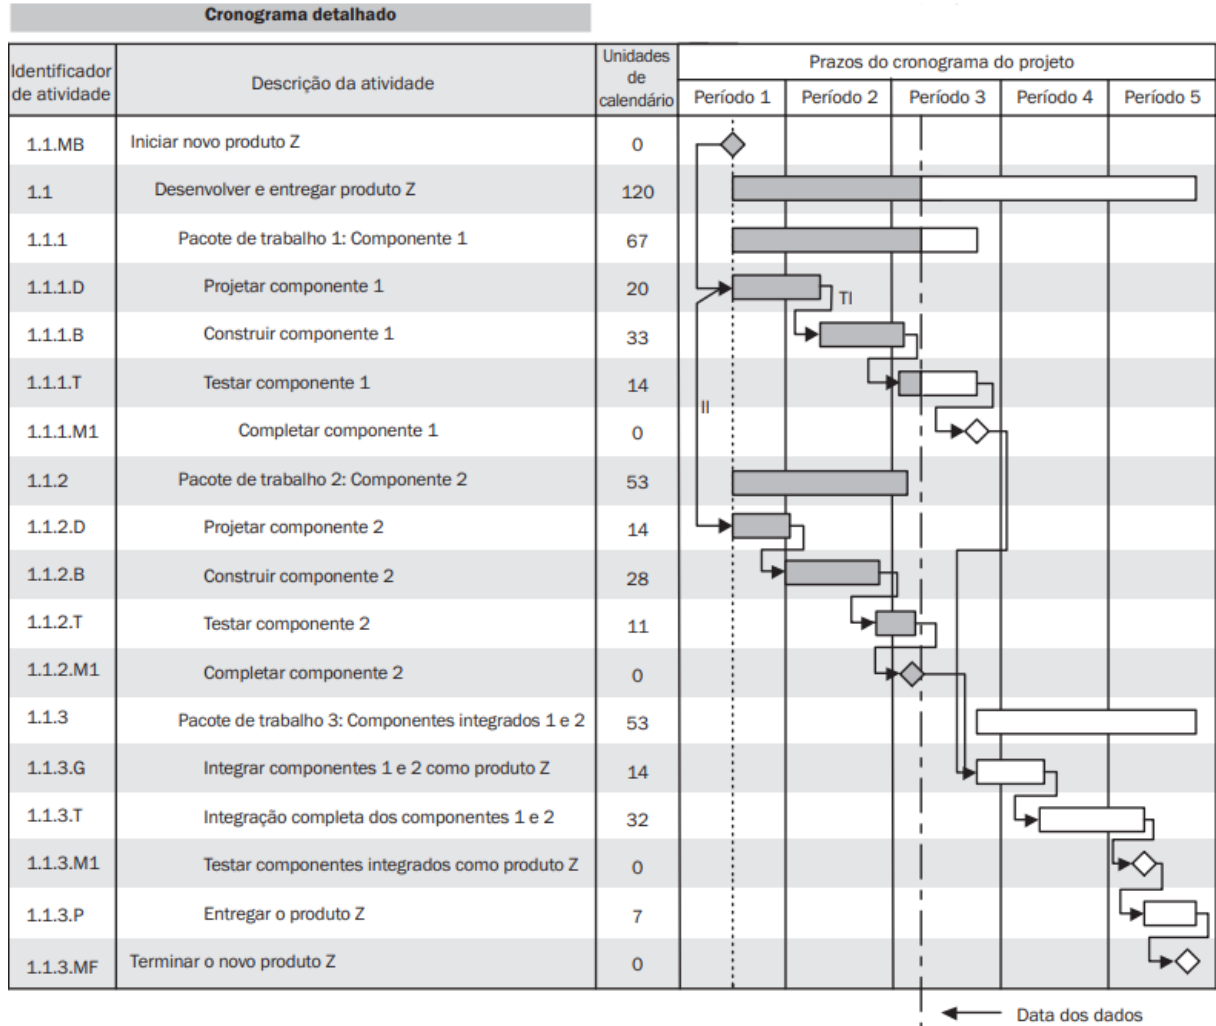 Cronograma detalhado
Identificador de atividade
Descrição da atividade
Unidades de calendário
Prazos do cronograma do projeto
Período 1 Período 2 Período 3 Período 4 Período 5
1.1.MB Iniciar novo produto Z 0
1.1 Desenvolver e entregar produto Z 120
1.1.1 Pacote de trabalho 1: Componente 1 67
1.1.1.D Projetar componente 1 20
TI
1.1.1.B Construir componente 1 33
1.1.1.T Testar componente 1 14
II
1.1.1.M1 Completar componente 1 0
1.1.2 Pacote de trabalho 2: Componente 2 53
1.1.2.D Projetar componente 2 14
1.1.2.B Construir componente 2 28
1.1.2.T Testar componente 2 11
1.1.2.M1 Completar componente 2 0
1.1.3 Pacote de trabalho 3: Componentes integrados 1 e 2 53
1.1.3.G Integrar componentes 1 e 2 como produto Z 14
1.1.3.T Integração completa dos componentes 1 e 2 32
1.1.3.M1 Testar componentes integrados como produto Z 0
1.1.3.P Entregar o produto Z 7
1.1.3.MF Terminar o novo produto Z 0
Data dos dados